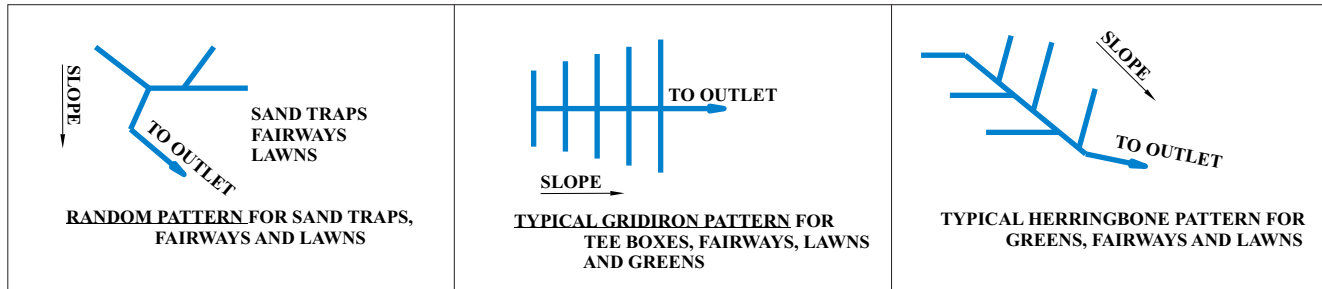 SLOPE
SAND TRAPS
FAIRWAYS
LAWNS
TO OUTLET
RANDOM PATTERN FOR SAND TRAPS,
FAIRWAYS AND LAWNS
TO OUTLET
SLOPE
TYPICAL GRIDIRON PATTERN FOR
TEE BOXES, FAIRWAYS, LAWNS
AND GREENS
SLOPE
TO OUTLET
TYPICAL HERRINGBONE PATTERN FOR
GREENS, FAIRWAYS AND LAWNS